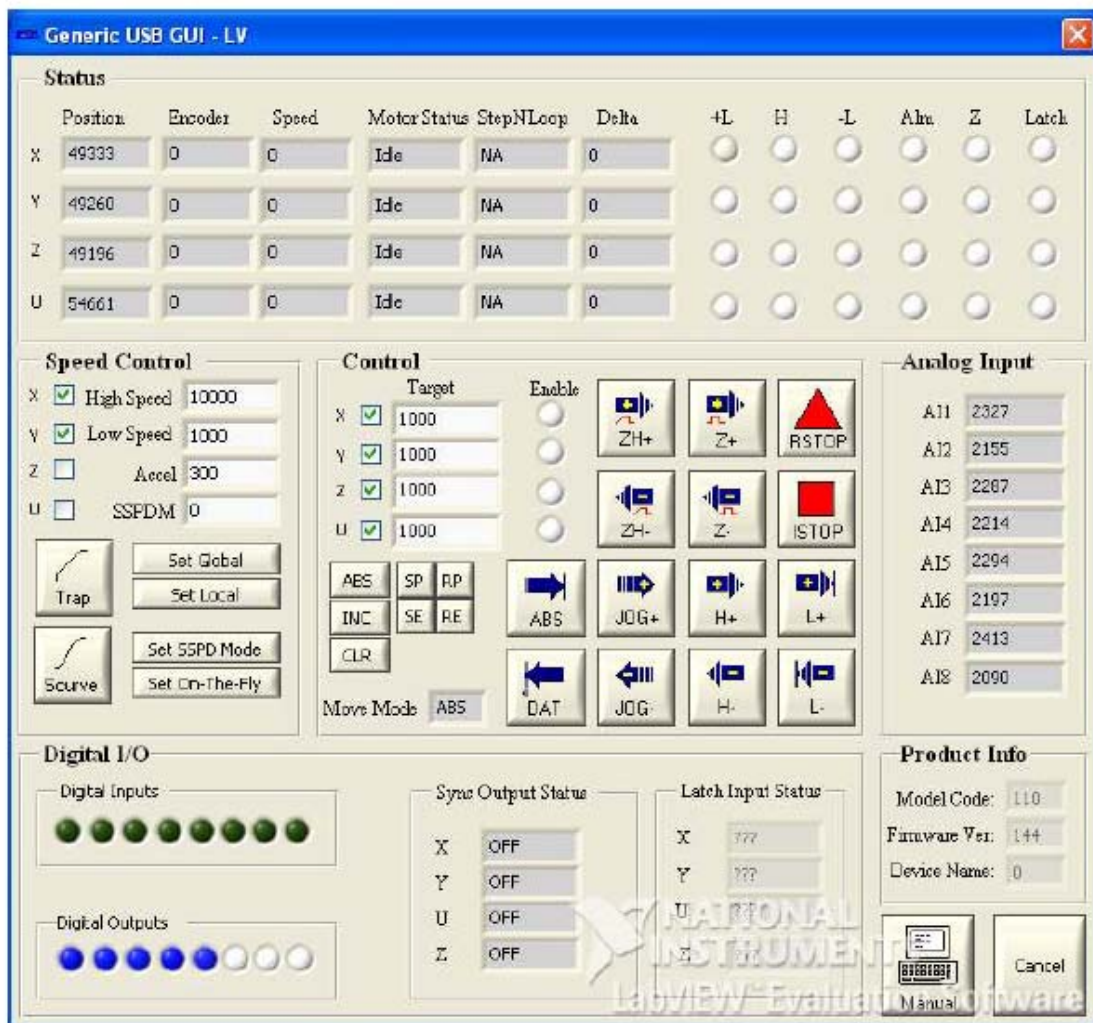 Generic USB GUI - LV
Status
Position Encoder Speed Motor Status StepNLoop Delta +L H -L Alm Z Latch
X 49333 0 0 Idle NA 0
Y 49260 0 0 Idle NA 0
Z 49196 0 0 Idle NA 0
U 54661 0 0 Idle NA 0
Speed Control
X High Speed 10000
Y Low Speed 1000
Z Accel 300
U SSPDM 0
Trap
Set Global
Set Local
Scurve
Set SSPD Mode
Set On-The-Fly
Control
Target Enable
X 1000
Y 1000
Z 1000
U 1000
ZH+ Z+ RSTOP
ZH- Z- ISTOP
ABS SP RP
INC SE RE
CLR
ABS JOG+ H+ L+
DAT JOG- H- L-
Move Mode ABS
Analog Input
AI1 2327
AI2 2155
AI3 2287
AI4 2214
AI5 2294
AI6 2197
AI7 2413
AI8 2090
Digital I/O
Digital Inputs
Digital Outputs
Sync Output Status
X OFF
Y OFF
U OFF
Z OFF
Latch Input Status
X ???
Y ???
U ???
Z ???
Product Info
Model Code: 110
Firmware Ver: 144
Device Name: 0
Manual
Cancel
NATIONAL
INSTRUMENTS
LabVIEW™ Evaluation Software